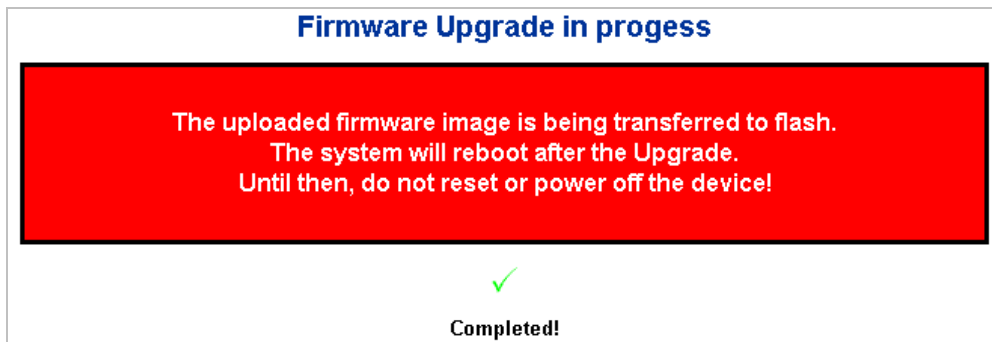 Firmware Upgrade in progess
The uploaded firmware image is being transferred to flash.
The system will reboot after the Upgrade.
Until then, do not reset or power off the device!
Completed!